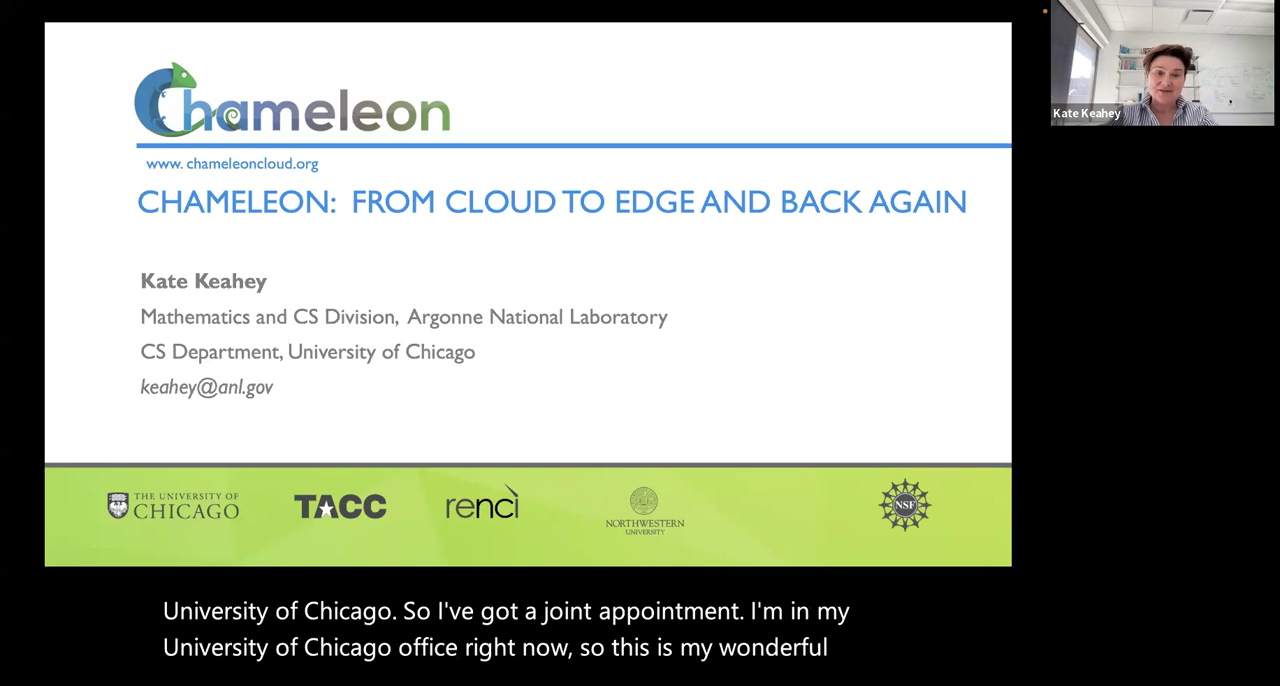 Chameleon
www. chameleoncloud.org
CHAMELEON: FROM CLOUD TO EDGE AND BACK AGAIN
Kate Keahey
Mathematics and CS Division, Argonne National Laboratory
CS Department, University of Chicago
keahey@anl.gov
THE UNIVERSITY OF
CHICAGO
TACC
renci
NORTHWESTERN
UNIVERSITY
NSF
Kate Keahey
University of Chicago. So I've got a joint appointment. I'm in my
University of Chicago office right now, so this is my wonderful